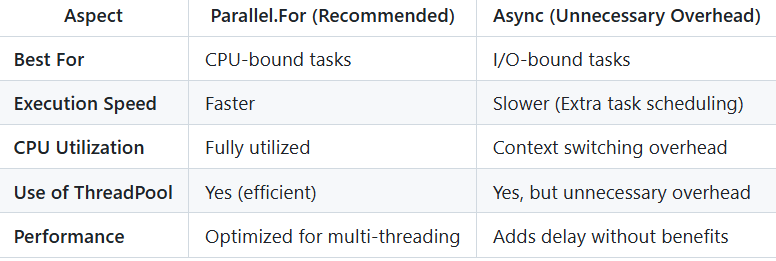 Aspect Parallel.For (Recommended) Async (Unnecessary Overhead)
Best For CPU-bound tasks I/O-bound tasks
Execution Speed Faster Slower (Extra task scheduling)
CPU Utilization Fully utilized Context switching overhead
Use of ThreadPool Yes (efficient) Yes, but unnecessary overhead
Performance Optimized for multi-threading Adds delay without benefits